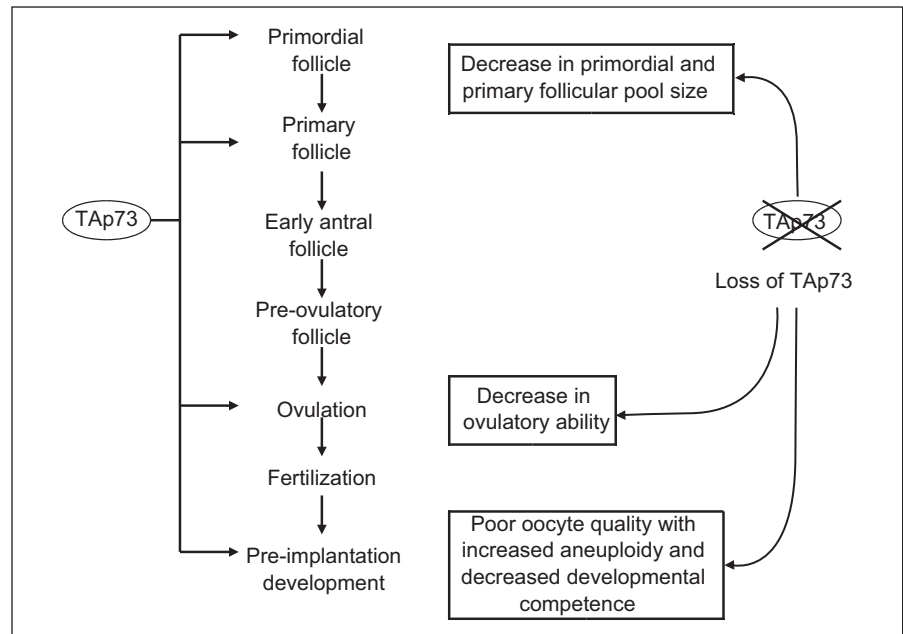 TAp73
Primordial
follicle
Primary
follicle
Early antral
follicle
Pre-ovulatory
follicle
Ovulation
Fertilization
Pre-implantation
development
Decrease in primordial and
primary follicular pool size
TAp73
Loss of TAp73
Decrease in
ovulatory ability
Poor oocyte quality with
increased aneuploidy and
decreased developmental
competence